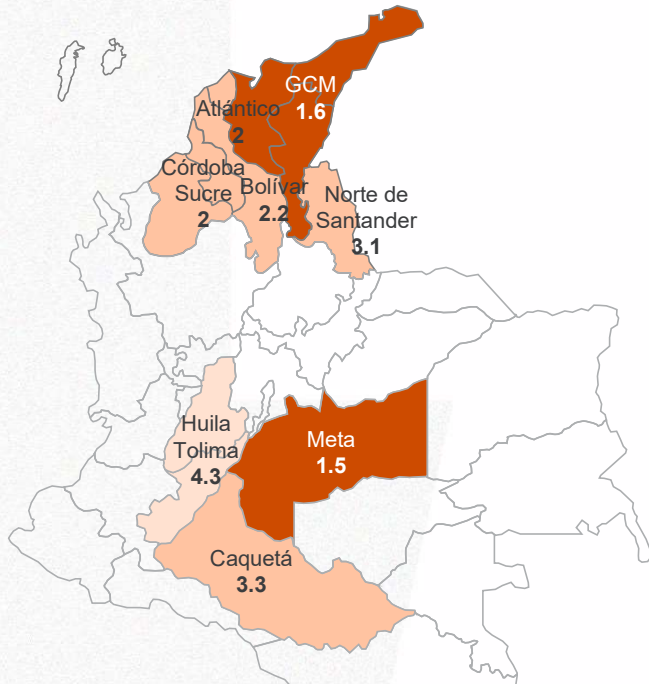 GCM
1.6
Atlántico
2
Córdoba
Sucre
2
Bolívar
2.2
Norte de
Santander
3.1
Huila
Tolima
4.3
Meta
1.5
Caquetá
3.3